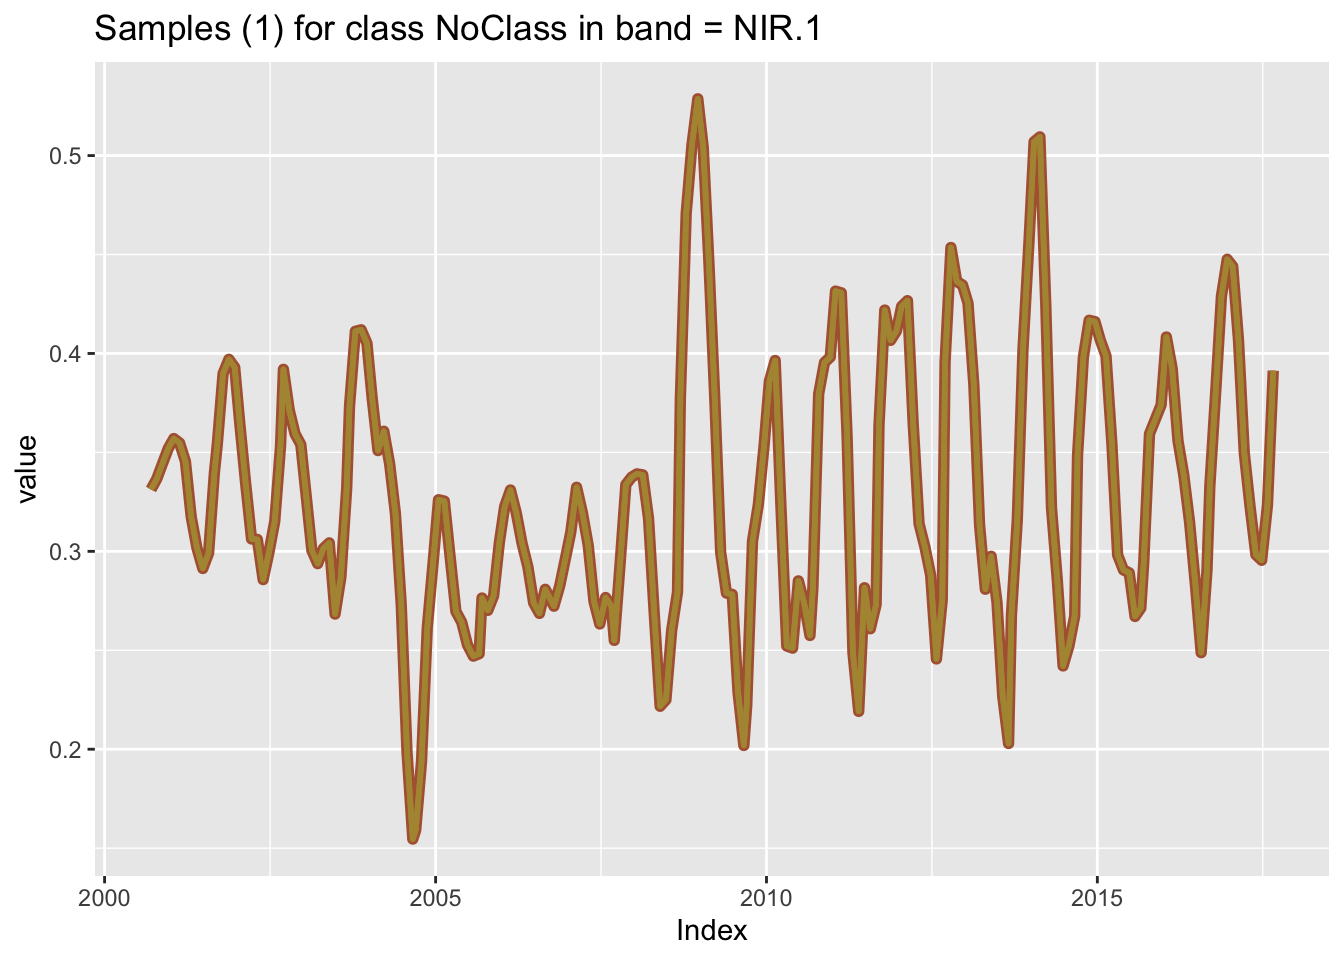 Samples (1) for class NoClass in band = NIR.1
0.5
0.4
0.3
0.2
value
2000 2005 2010 2015
Index